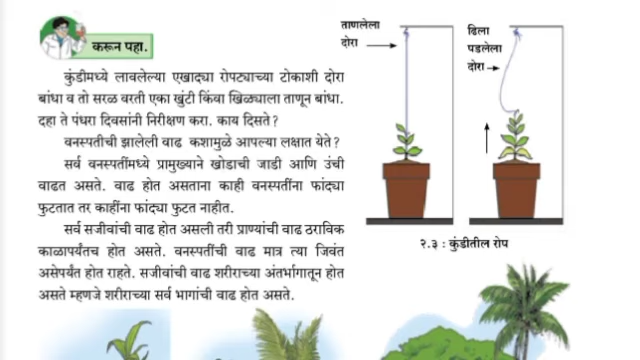 करून पहा.
कुंडीमध्ये लावलेल्या एखाद्या रोपट्याच्या टोकाशी दोरा
बांधा व तो सरळ वरती एका खुंटी किंवा खिळ्याला ताणून बांधा.
दहा ते पंधरा दिवसांनी निरीक्षण करा. काय दिसते ?
वनस्पतीची झालेली वाढ कशामुळे आपल्या लक्षात येते ?
सर्व वनस्पतींमध्ये प्रामुख्याने खोडाची जाडी आणि उंची
वाढत असते. वाढ होत असताना काही वनस्पतींना फांद्या
फुटतात तर काहींना फांद्या फुटत नाहीत.
सर्व सजीवांची वाढ होत असली तरी प्राण्यांची वाढ ठराविक
काळापर्यंतच होत असते. वनस्पतींची वाढ मात्र त्या जिवंत
असेपर्यंत होत राहते. सजीवांची वाढ शरीराच्या अंतर्भागातून होत
असते म्हणजे शरीराच्या सर्व भागांची वाढ होत असते.
ताणलेला
दोरा
ढिला
पडलेला
दोरा
२.३ : कुंडीतील रोप